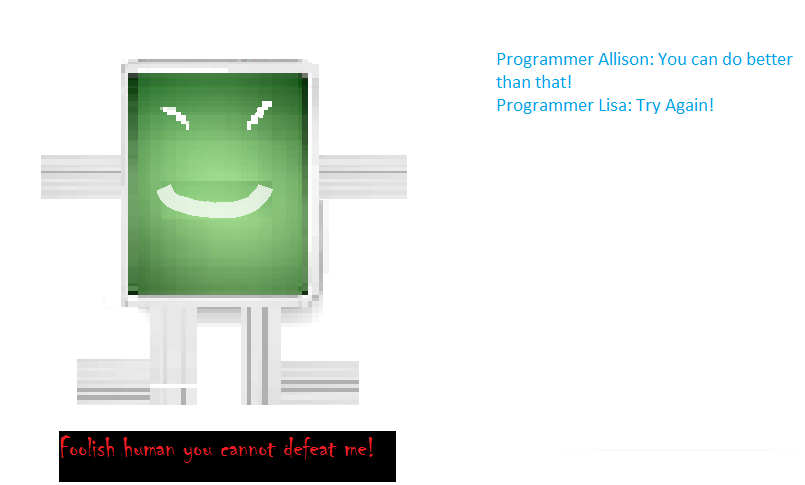 Programmer Allison: You can do better
than that!
Programmer Lisa: Try Again!
Foolish human you cannot defeat me!